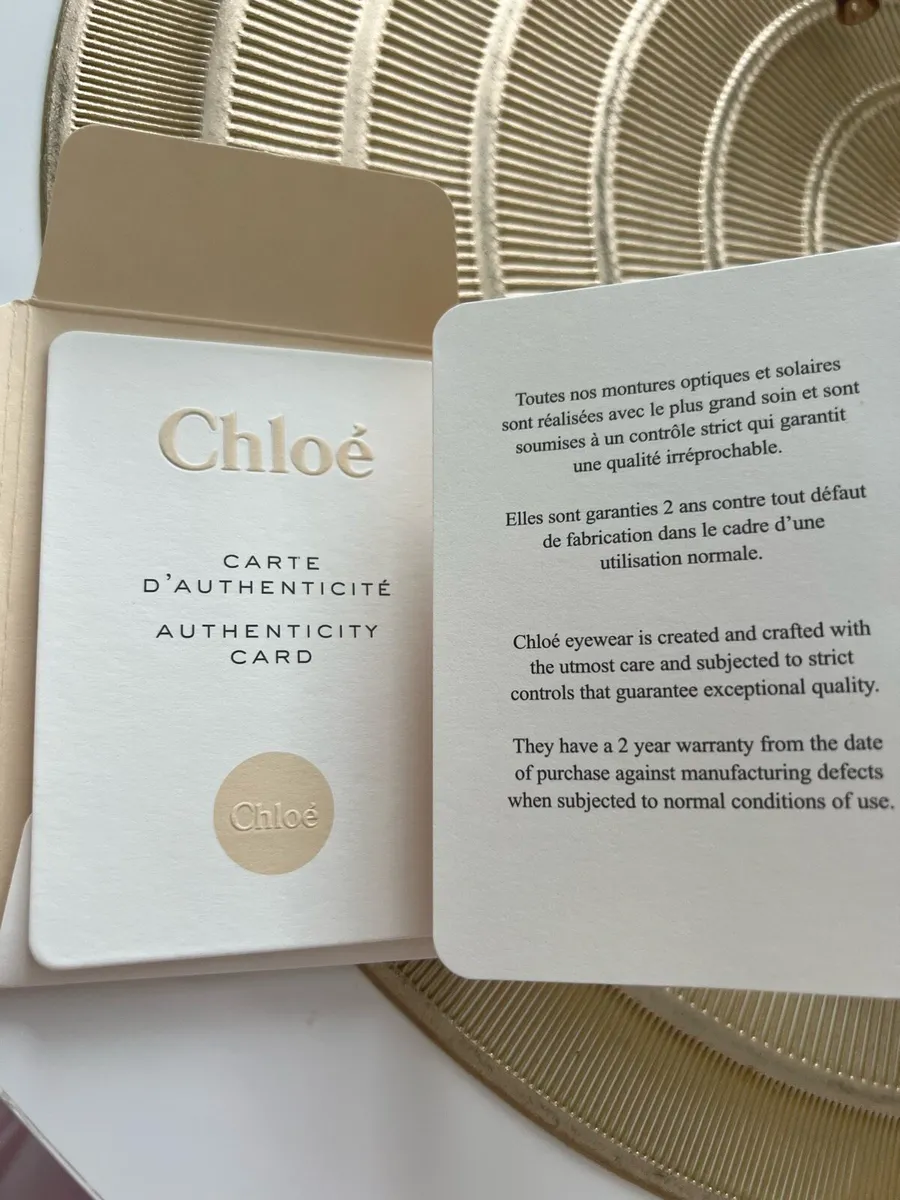 Chloé
CARTE
D'AUTHENTICITÉ
AUTHENTICITY
CARD
Chloé
Toutes nos montures optiques et solaires
sont réalisées avec le plus grand soin et sont
soumises à un contrôle strict qui garantit
une qualité irréprochable.
Elles sont garanties 2 ans contre tout défaut
de fabrication dans le cadre d'une
utilisation normale.
Chloé eyewear is created and crafted with
the utmost care and subjected to strict
controls that guarantee exceptional quality.
They have a 2 year warranty from the date
of purchase against manufacturing defects
when subjected to normal conditions of use.